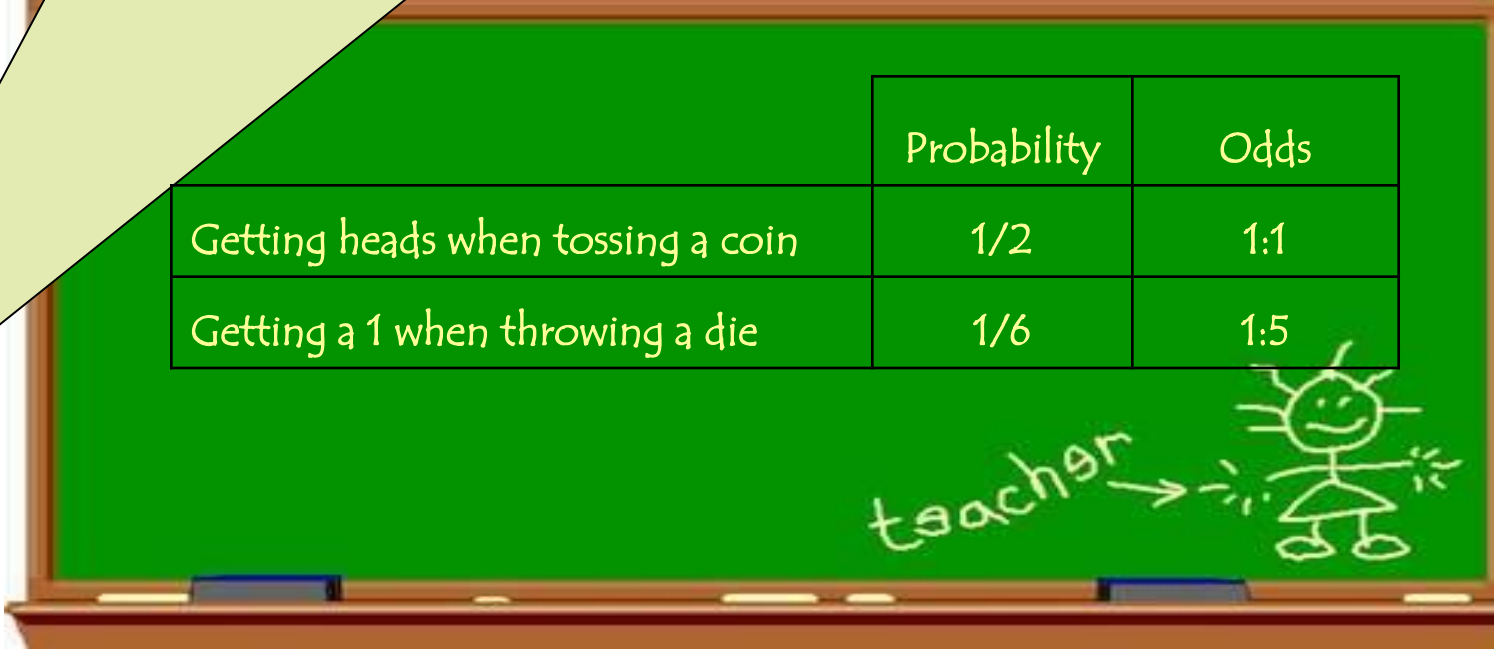 Probability Odds
Getting heads when tossing a coin 1/2 1:1
Getting a 1 when throwing a die 1/6 1:5
teacher